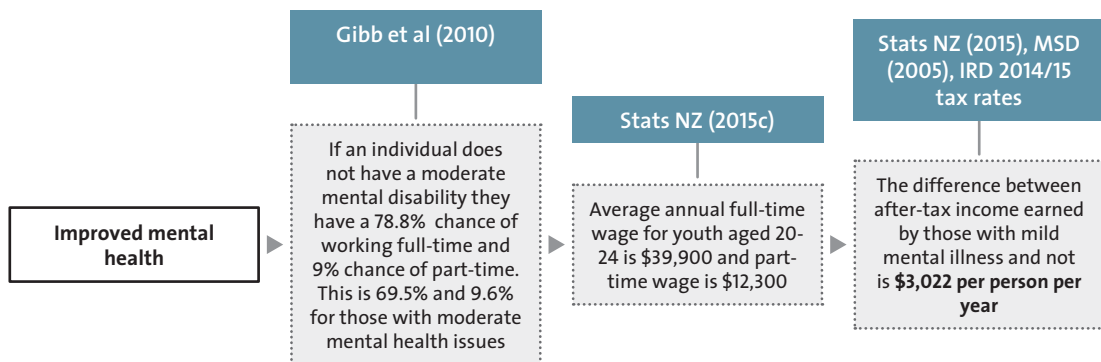 Gibb et al (2010)
Stats NZ (2015), MSD
(2005), IRD 2014/15
tax rates
Stats NZ (2015c)
If an individual does
not have a moderate
mental disability they
have a 78.8% chance of
working full-time and
9% chance of part-time.
This is 69.5% and 9.6%
for those with moderate
mental health issues
Improved mental
health
Average annual full-time
wage for youth aged 20-
24 is $39,900 and part-
time wage is $12,300
The difference between
after-tax income earned
by those with mild
mental illness and not
is $3,022 per person per
year